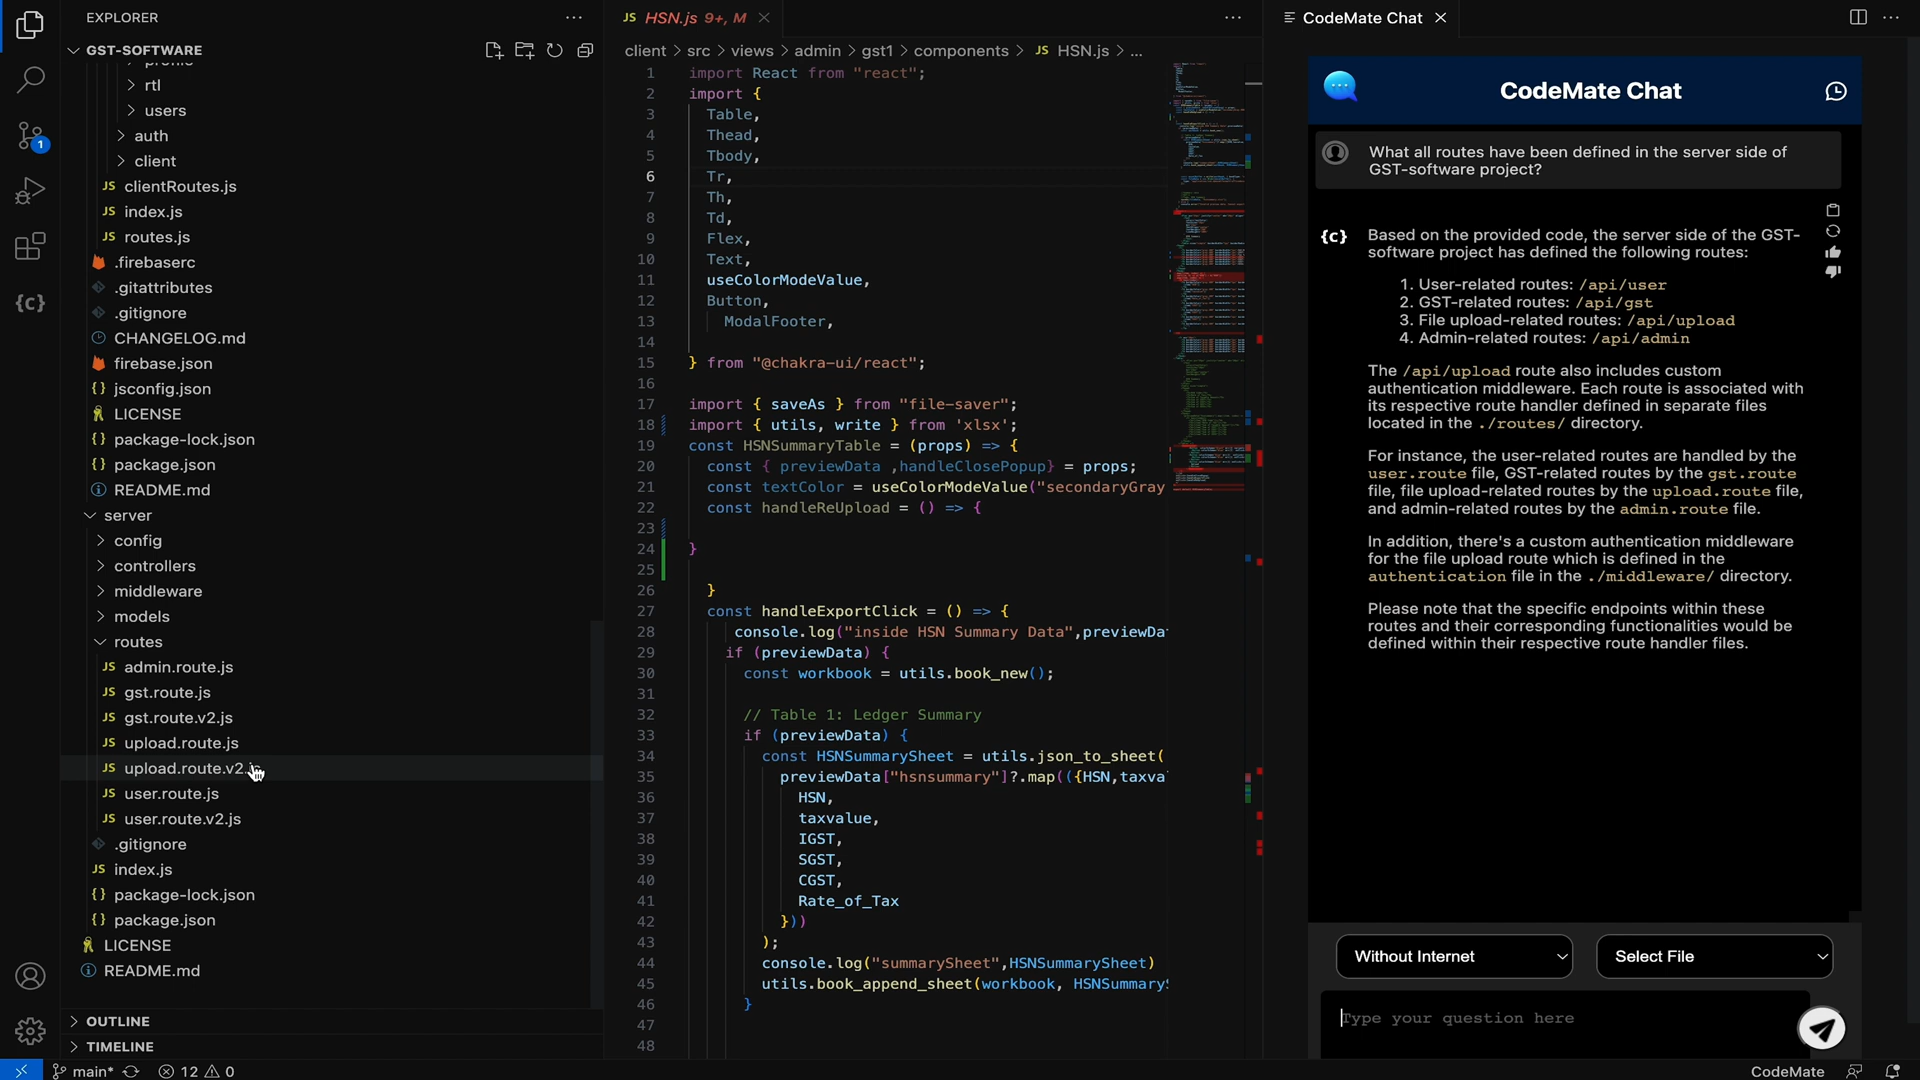 EXPLORER
GST-SOFTWARE
rtl
users
auth
client
clientRoutes.js
index.js
routes.js
.firebaserc
.gitattributes
.gitignore
CHANGELOG.md
firebase.json
jsconfig.json
LICENSE
package-lock.json
package.json
README.md
server
config
controllers
middleware
models
routes
admin.route.js
gst.route.js
gst.route.v2.js
upload.route.js
upload.route.v2.js
user.route.js
user.route.v2.js
.gitignore
index.js
package-lock.json
package.json
LICENSE
README.md
OUTLINE
TIMELINE
1
JS HSN.js 9+, M
client > src > views > admin > gst1 > components > JS HSN.js > ...
1 import React from "react";
2 import {
3 Table,
4 Thead,
5 Tbody,
6 Tr,
7 Th,
8 Td,
9 Flex,
10 Text,
11 useColorModeValue,
12 Button,
13 ModalFooter,
14
15 } from "@chakra-ui/react";
16
17 import { saveAs } from "file-saver";
18 import { utils, write } from 'xlsx';
19 const HSNSummaryTable = (props) => {
20 const { previewData ,handleClosePopup} = props;
21 const textColor = useColorModeValue("secondaryGray
22 const handleReUpload = () => {
23
24 }
25
26 }
27 const handleExportClick = () => {
28 console.log("inside HSN Summary Data",previewDa
29 if (previewData) {
30 const workbook = utils.book_new();
31
32 // Table 1: Ledger Summary
33 if (previewData) {
34 const HSNSummarySheet = utils.json_to_sheet(
35 previewData["hsnsummary"]?.map(({HSN,taxva
36 HSN,
37 taxvalue,
38 IGST,
39 SGST,
40 CGST,
41 Rate_of_Tax
42 }))
43 );
44 console.log("summarySheet",HSNSummarySheet)
45 utils.book_append_sheet(workbook, HSNSummaryS
46 }
47
48
CodeMate Chat
CodeMate Chat
What all routes have been defined in the server side of
GST-software project?
{c} Based on the provided code, the server side of the GST-
software project has defined the following routes:
1. User-related routes: /api/user
2. GST-related routes: /api/gst
3. File upload-related routes: /api/upload
4. Admin-related routes: /api/admin
The /api/upload route also includes custom
authentication middleware. Each route is associated with
its respective route handler defined in separate files
located in the ./routes/ directory.
For instance, the user-related routes are handled by the
user.route file, GST-related routes by the gst.route
file, file upload-related routes by the upload.route file,
and admin-related routes by the admin.route file.
In addition, there's a custom authentication middleware
for the file upload route which is defined in the
authentication file in the ./middleware/ directory.
Please note that the specific endpoints within these
routes and their corresponding functionalities would be
defined within their respective route handler files.
Without Internet
Select File
Type your question here
main*
12
0
CodeMate